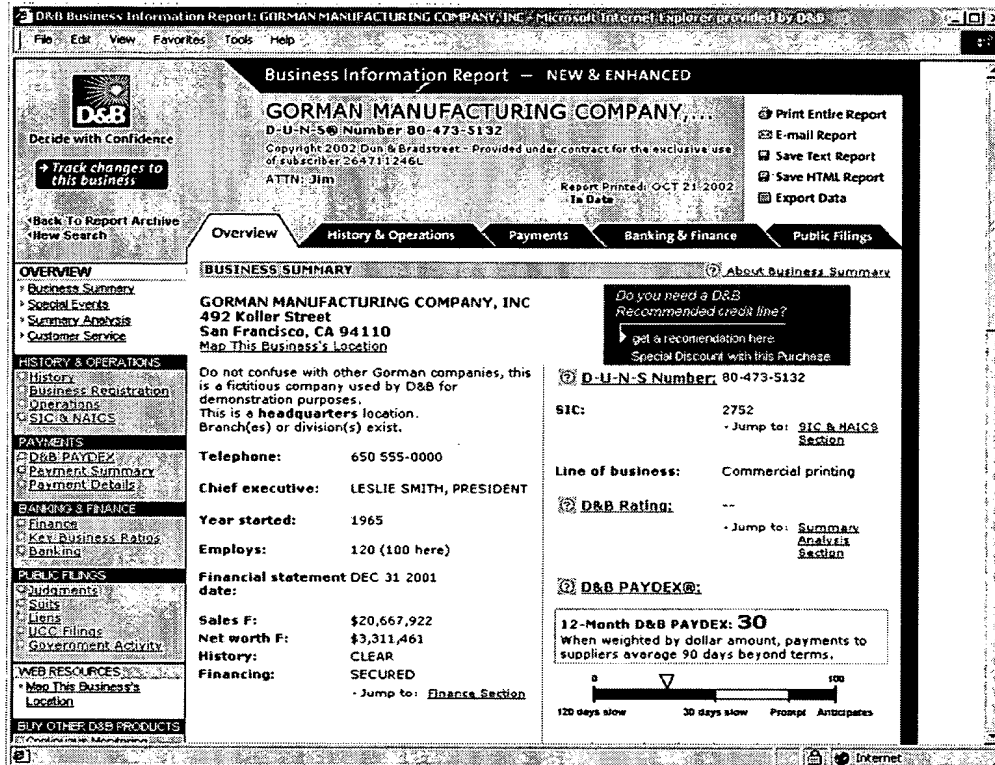 D&B Business Information Report: GORMAN MANUFACTURING COMPANY, INC - Microsoft Internet Explorer provided by D&B
File Edit View Favorites Tools Help
Business Information Report — NEW & ENHANCED
D&B
Decide with Confidence
Track changes to
this business
Back To Report Archive
New Search
GORMAN MANUFACTURING COMPANY,...
D-U-N-S® Number 80-473-5132
Copyright 2002 Dun & Bradstreet - Provided under contract for the exclusive use
of subscriber 264711246L
ATTN: Jim
Report Printed: OCT 21 2002
In Date
Print Entire Report
E-mail Report
Save Text Report
Save HTML Report
Export Data
Overview History & Operations Payments Banking & Finance Public Filings
OVERVIEW
Business Summary
Special Events
Summary Analysis
Customer Service
HISTORY & OPERATIONS
History
Business Registration
Operations
SIC & NAICS
PAYMENTS
D&B PAYDEX
Payment Summary
Payment Details
BANKING & FINANCE
Finance
Key Business Ratios
Banking
PUBLIC FILINGS
Judgments
Suits
Liens
UCC Filings
Government Activity
WEB RESOURCES
Map This Business's
Location
BUY OTHER D&B PRODUCTS
Continuous Monitoring
BUSINESS SUMMARY
? About Business Summary
GORMAN MANUFACTURING COMPANY, INC
492 Koller Street
San Francisco, CA 94110
Map This Business's Location
Do you need a D&B
Recommended credit line?
get a recomendation here
Special Discount with this Purchase
Do not confuse with other Gorman companies, this
is a fictitious company used by D&B for
demonstration purposes.
This is a headquarters location.
Branch(es) or division(s) exist.
Telephone: 650 555-0000
Chief executive: LESLIE SMITH, PRESIDENT
Year started: 1965
Employs: 120 (100 here)
Financial statement DEC 31 2001
date:
Sales F: $20,667,922
Net worth F: $3,311,461
History: CLEAR
Financing: SECURED
- Jump to: Finance Section
? D-U-N-S Number: 80-473-5132
SIC: 2752
- Jump to: SIC & NAICS
Section
Line of business: Commercial printing
? D&B Rating: --
- Jump to: Summary
Analysis
Section
? D&B PAYDEX®:
12-Month D&B PAYDEX: 30
When weighted by dollar amount, payments to
suppliers average 90 days beyond terms.
0 100
120 days slow 30 days slow Prompt Anticipates
Internet